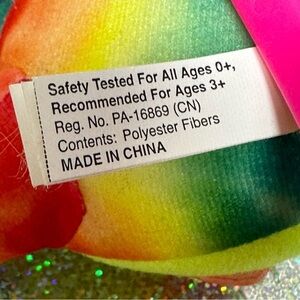 Safety Tested For All Ages 0+,
Recommended For Ages 3+
Reg. No. PA-16869 (CN)
Contents: Polyester Fibers
MADE IN CHINA